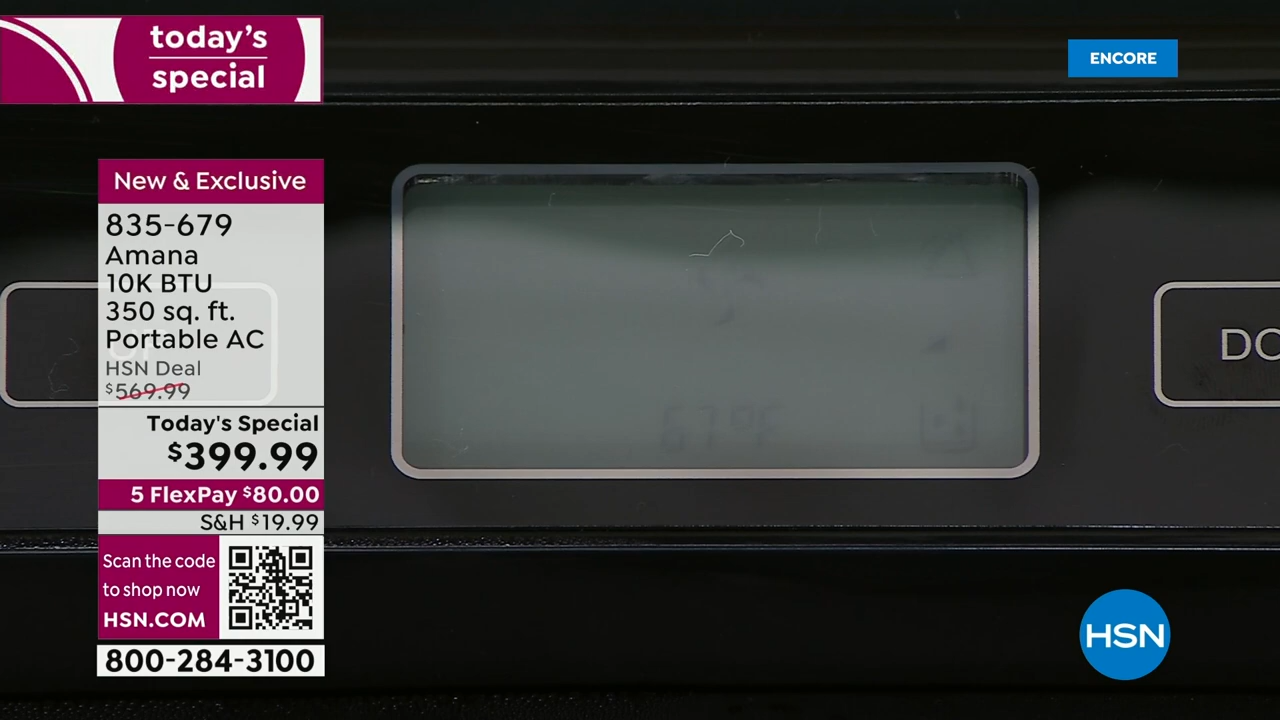 today's
special
ENCORE
New & Exclusive
835-679
Amana
10K BTU
350 sq. ft.
Portable AC
HSN Deal
$569.99
Today's Special
$399.99
5 FlexPay $80.00
S&H $19.99
Scan the code
to shop now
HSN.COM
800-284-3100
67°F
DO
HSN